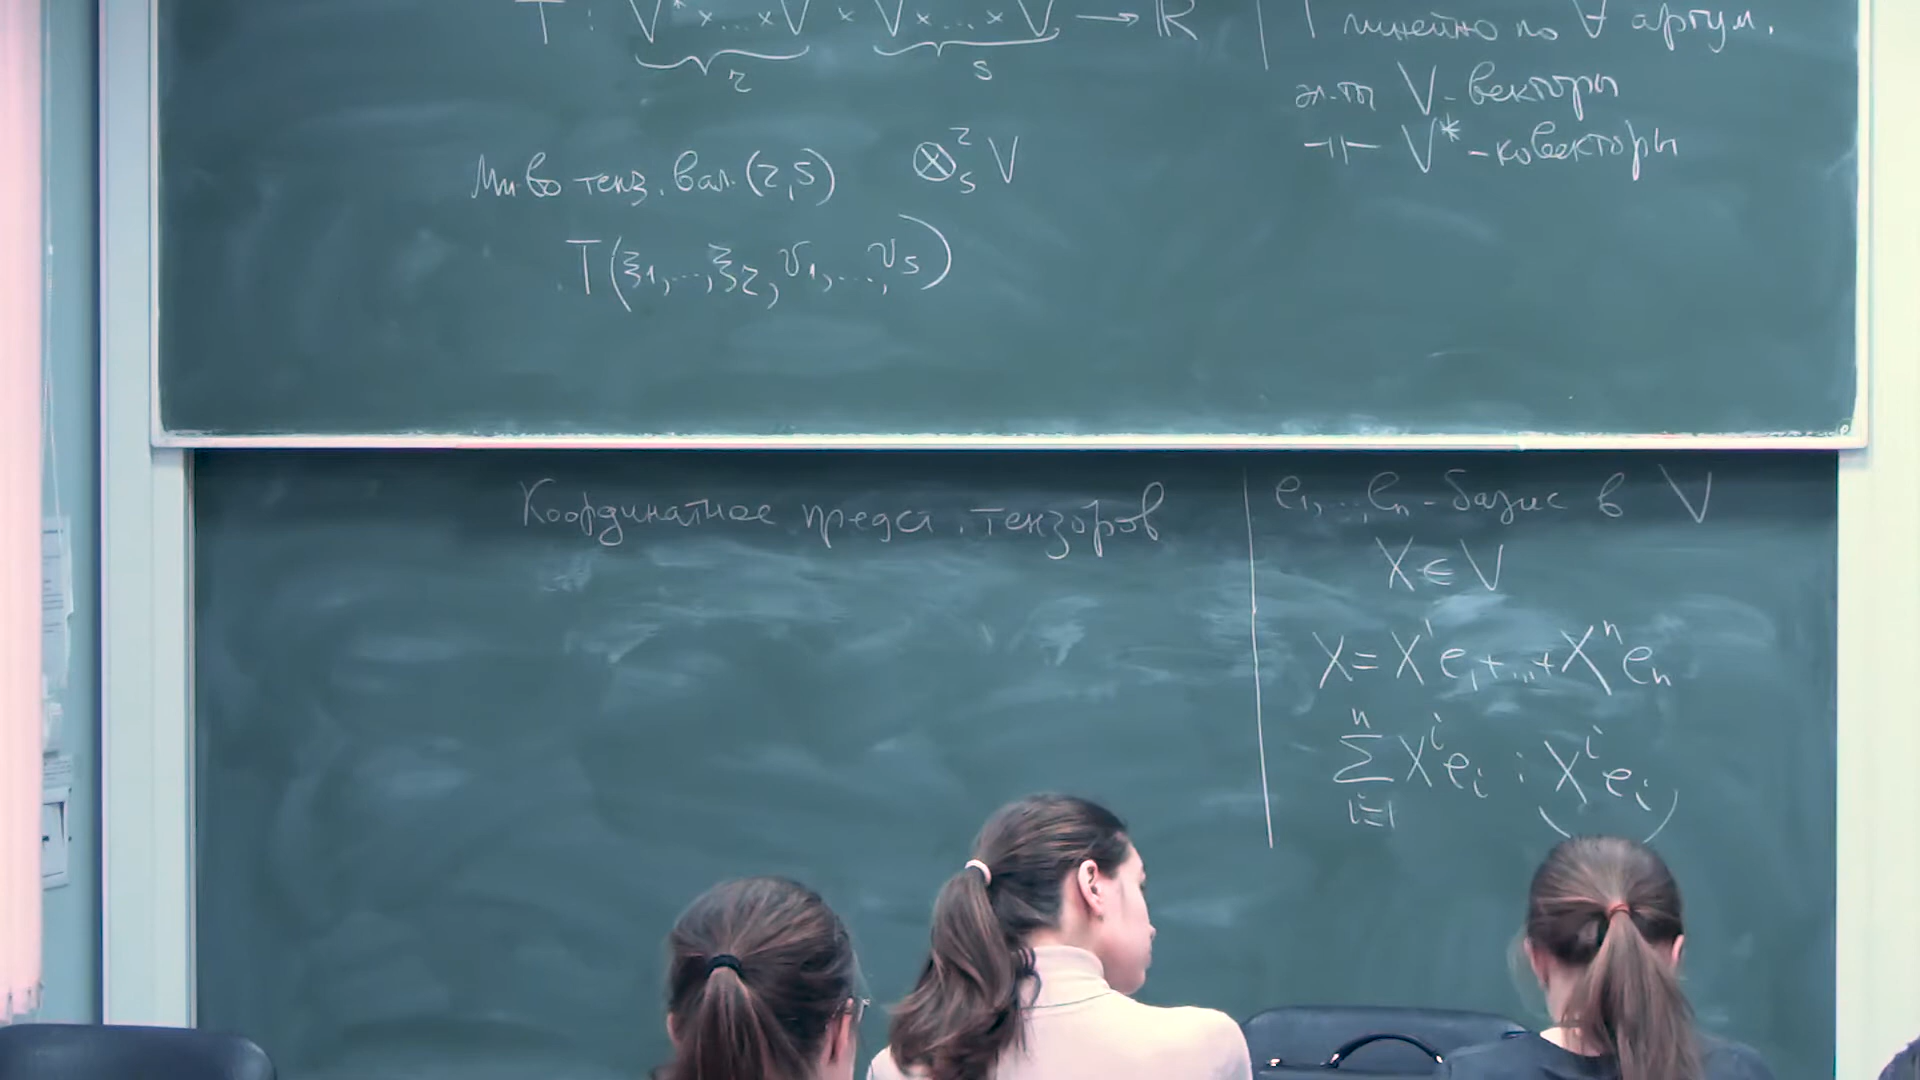 T : V* × ... × V × V × ... × V → ℝ
r s
Мн-во тенз. вал. (r, s) ⊗ʳₛ V
T(ξ₁, ..., ξᵣ, v₁, ..., vₛ)
T линейно по ∀ аргум.
эл-ты V - векторы
-||- V* - ковекторы
Координатное предст. тензоров
e₁, ..., eₙ - базис в V
X ∈ V
X = X¹e₁ + ... + Xⁿeₙ
∑ⁿᵢ₌₁ Xⁱeᵢ : Xⁱeᵢ